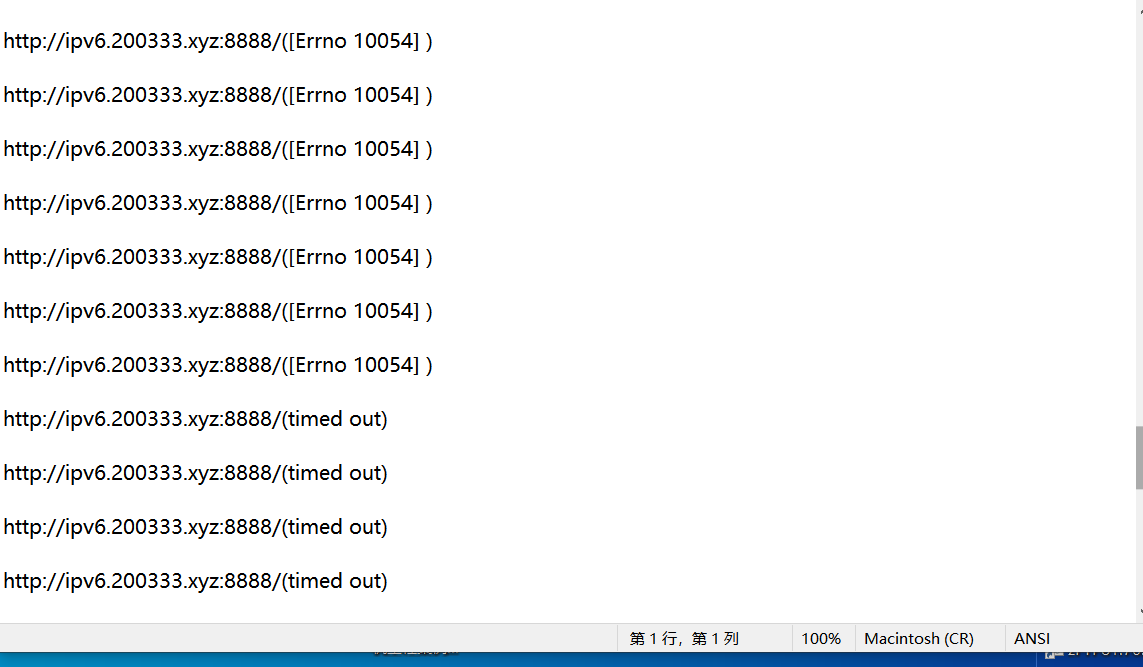 http://ipv6.200333.xyz:8888/([Errno 10054] )
http://ipv6.200333.xyz:8888/([Errno 10054] )
http://ipv6.200333.xyz:8888/([Errno 10054] )
http://ipv6.200333.xyz:8888/([Errno 10054] )
http://ipv6.200333.xyz:8888/([Errno 10054] )
http://ipv6.200333.xyz:8888/([Errno 10054] )
http://ipv6.200333.xyz:8888/([Errno 10054] )
http://ipv6.200333.xyz:8888/(timed out)
http://ipv6.200333.xyz:8888/(timed out)
http://ipv6.200333.xyz:8888/(timed out)
http://ipv6.200333.xyz:8888/(timed out)
第 1 行，第 1 列 100% Macintosh (CR) ANSI